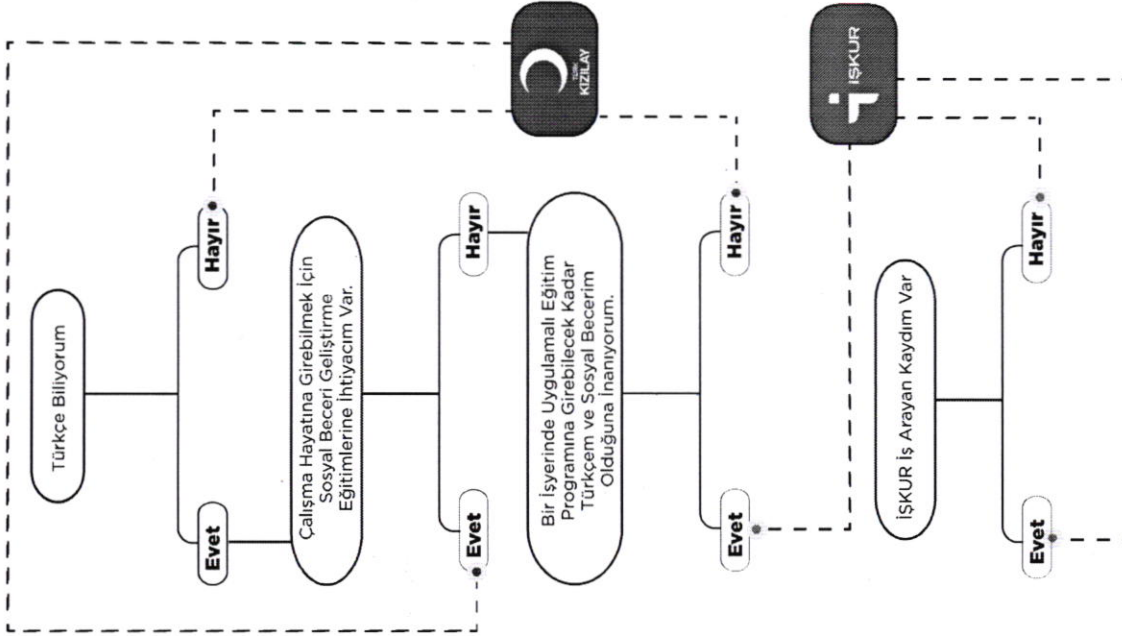 Türkçe Biliyorum
Evet
Hayır
Çalışma Hayatına Girebilmek İçin
Sosyal Beceri Geliştirme
Eğitimlerine İhtiyacım Var.
Evet
Hayır
TÜRK
KIZILAY
Bir İşyerinde Uygulamalı Eğitim
Programına Girebilecek Kadar
Türkçem ve Sosyal Becerim
Olduğuna İnanıyorum.
Evet
Hayır
İŞKUR
İŞKUR İş Arayan Kaydım Var
Evet
Hayır